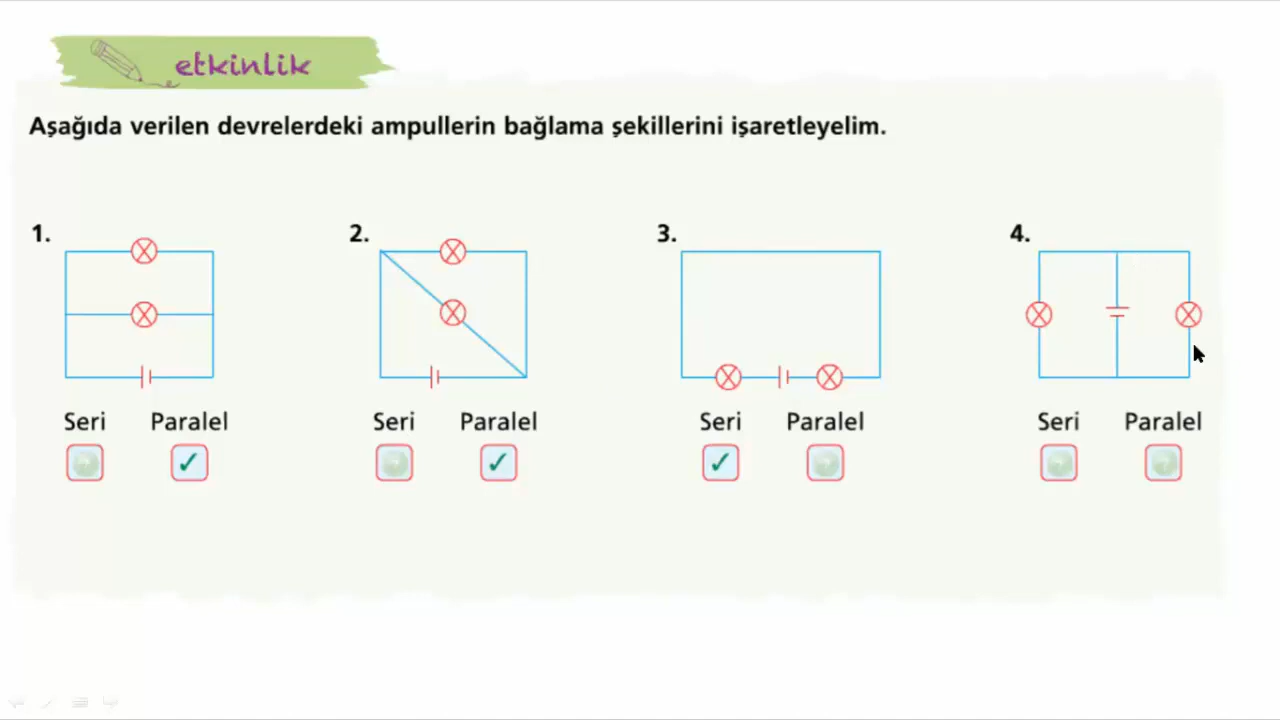 etkinlik
Aşağıda verilen devrelerdeki ampullerin bağlama şekillerini işaretleyelim.
1. 2. 3. 4.
Seri Paralel Seri Paralel Seri Paralel Seri Paralel